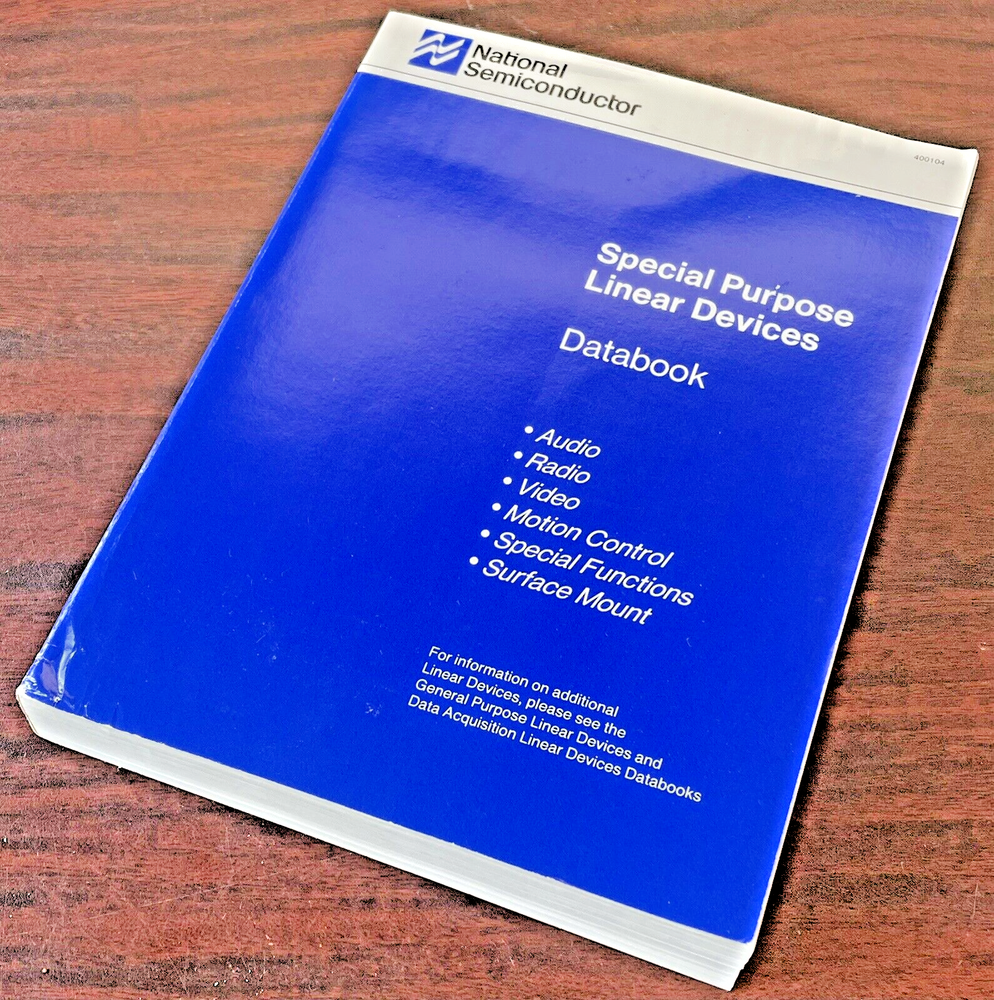 National
Semiconductor
400104
Special Purpose
Linear Devices
Databook
• Audio
• Radio
• Video
• Motion Control
• Special Functions
• Surface Mount
For information on additional
Linear Devices, please see the
General Purpose Linear Devices and
Data Acquisition Linear Devices Databooks